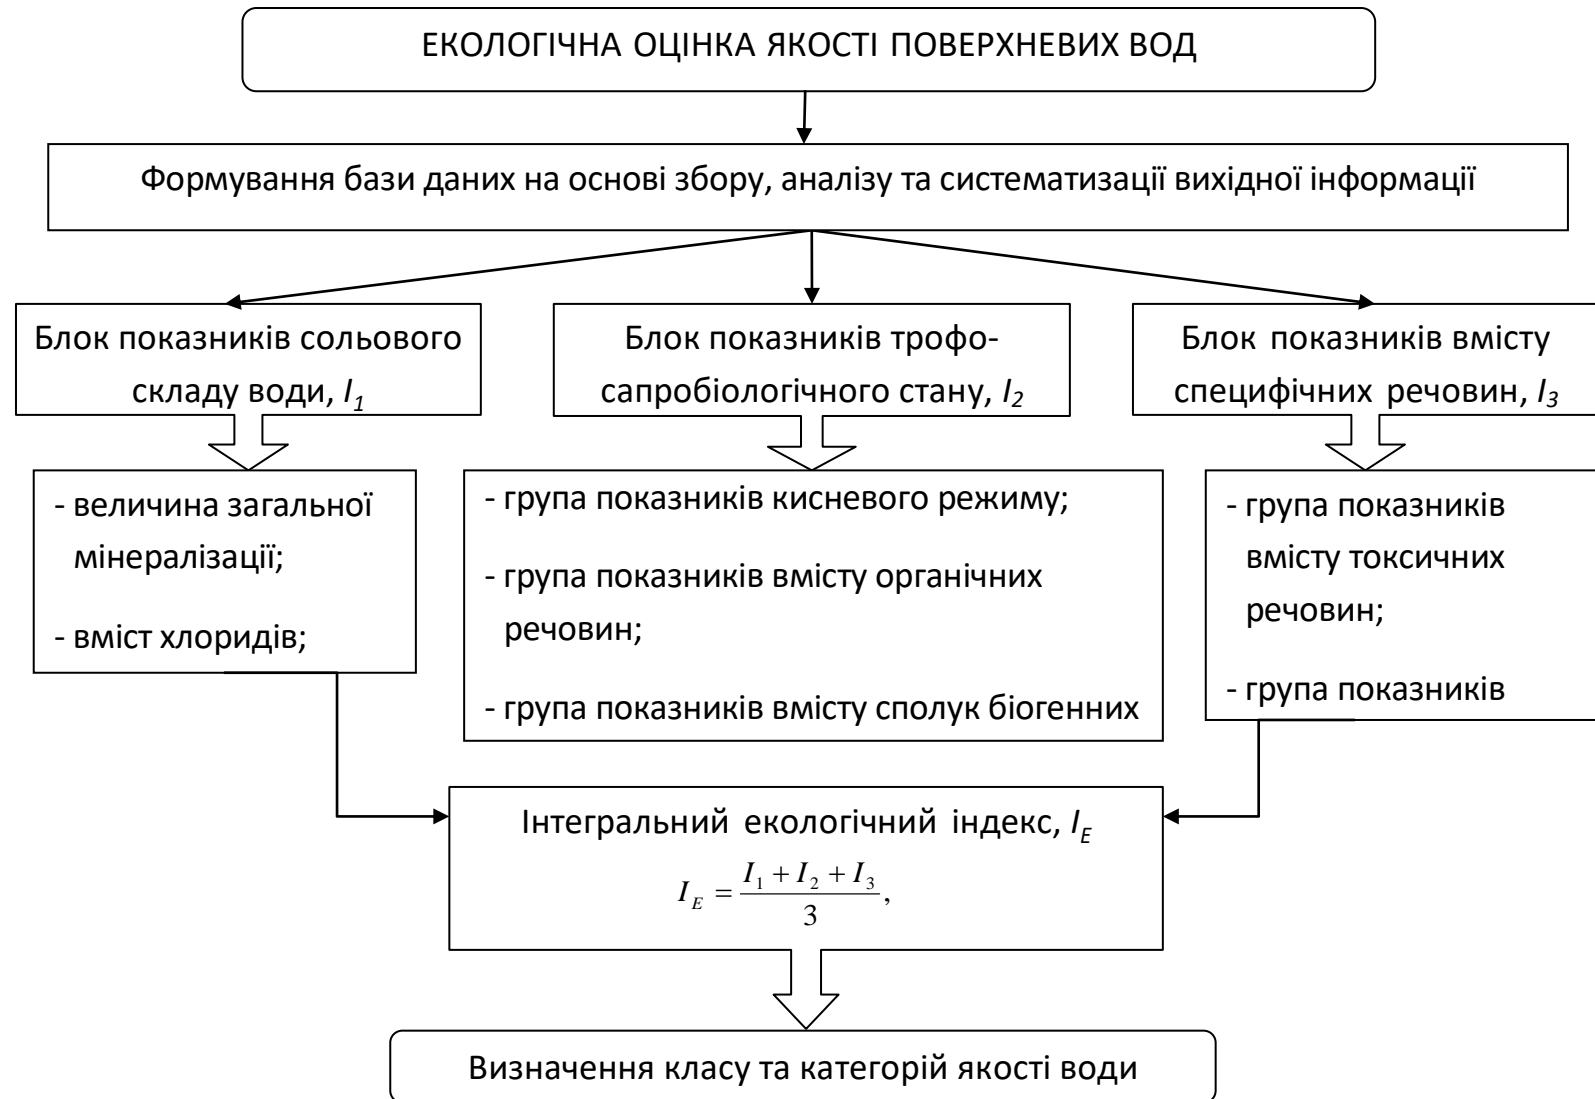 ЕКОЛОГІЧНА ОЦІНКА ЯКОСТІ ПОВЕРХНЕВИХ ВОД
Формування бази даних на основі збору, аналізу та систематизації вихідної інформації
Блок показників сольового
складу води, I1
Блок показників трофо-
сапробіологічного стану, I2
Блок показників вмісту
специфічних речовин, I3
- величина загальної
мінералізації;
- вміст хлоридів;
- група показників кисневого режиму;
- група показників вмісту органічних
речовин;
- група показників вмісту сполук біогенних
- група показників
вмісту токсичних
речовин;
- група показників
Інтегральний екологічний індекс, IE
IE = (I1 + I2 + I3) / 3,
Визначення класу та категорій якості води